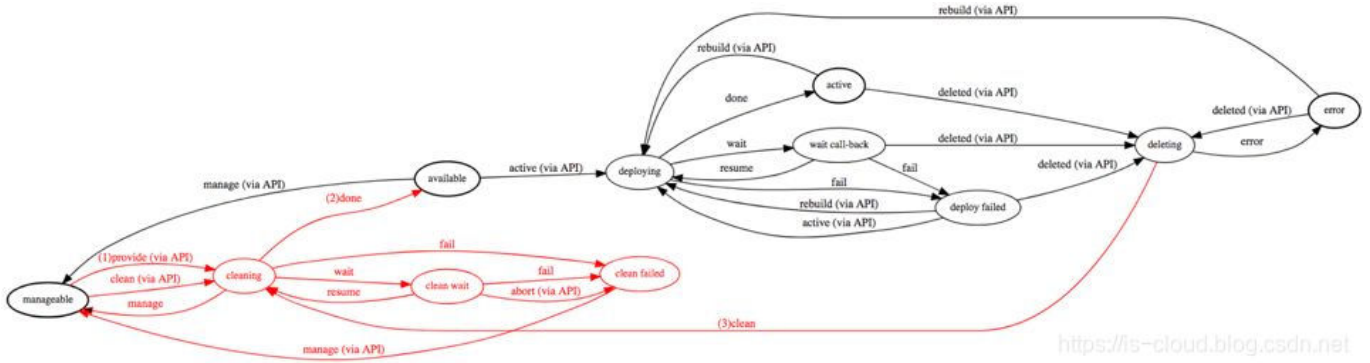 rebuild (via API)
rebuild (via API)
active
deleted (via API)
deleted (via API)
error
done
error
wait
wait call-back
deleted (via API)
deleting
resume
fail
deleted (via API)
active (via API)
deploying
available
manage (via API)
fail
(2)done
rebuild (via API)
deploy failed
active (via API)
fail
(1)provide (via API)
cleaning
wait
fail
clean failed
clean (via API)
clean wait
resume
abort (via API)
manageable
manage
(3)clean
manage (via API)
https://is-cloud.blog.csdn.net